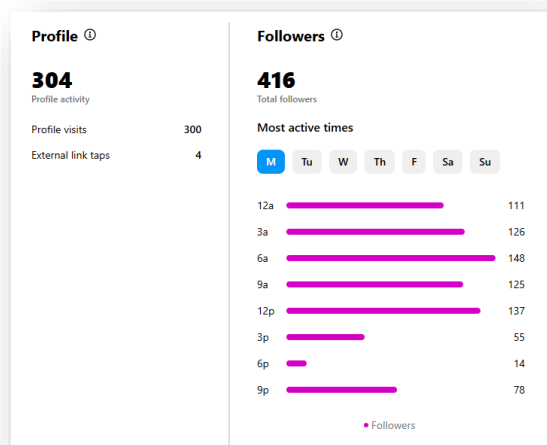 Profile
304
Profile activity
Profile visits 300
External link taps 4
Followers
416
Total followers
Most active times
M Tu W Th F Sa Su
12a 111
3a 126
6a 148
9a 125
12p 137
3p 55
6p 14
9p 78
Followers